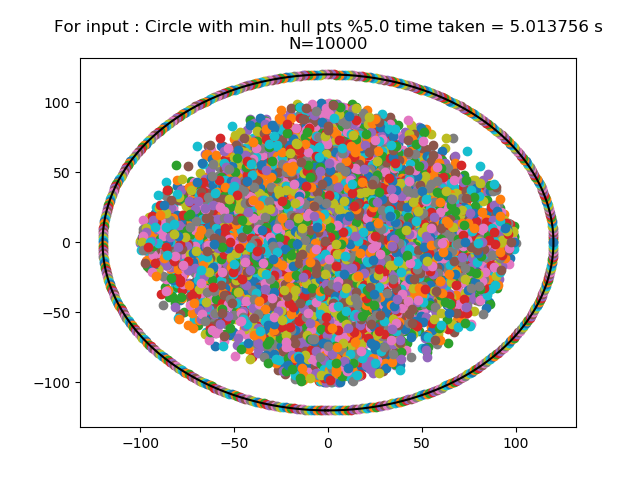 For input : Circle with min. hull pts %5.0 time taken = 5.013756 s
N=10000
100
50
0
−50
−100
−100 −50 0 50 100